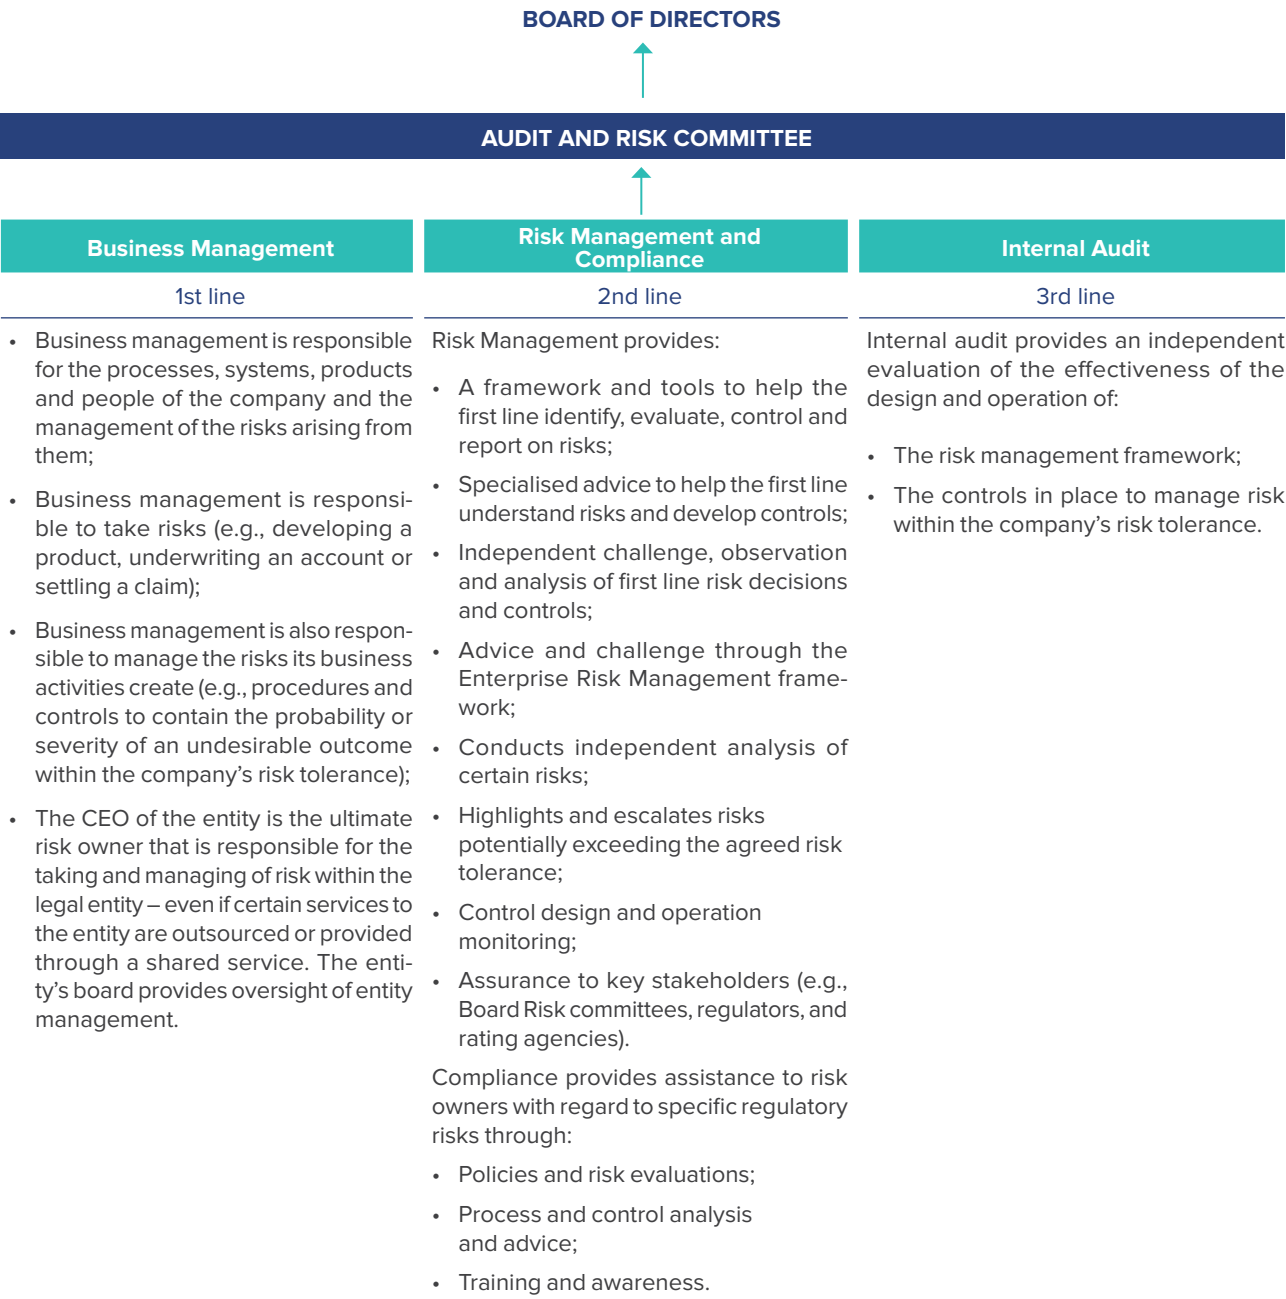 BOARD OF DIRECTORS
AUDIT AND RISK COMMITTEE
Business Management
1st line
• Business management is responsible
for the processes, systems, products
and people of the company and the
management of the risks arising from
them;
• Business management is responsi-
ble to take risks (e.g., developing a
product, underwriting an account or
settling a claim);
• Business management is also respon-
sible to manage the risks its business
activities create (e.g., procedures and
controls to contain the probability or
severity of an undesirable outcome
within the company’s risk tolerance);
• The CEO of the entity is the ultimate
risk owner that is responsible for the
taking and managing of risk within the
legal entity – even if certain services to
the entity are outsourced or provided
through a shared service. The enti-
ty’s board provides oversight of entity
management.
Risk Management and
Compliance
2nd line
Risk Management provides:
• A framework and tools to help the
first line identify, evaluate, control and
report on risks;
• Specialised advice to help the first line
understand risks and develop controls;
• Independent challenge, observation
and analysis of first line risk decisions
and controls;
• Advice and challenge through the
Enterprise Risk Management frame-
work;
• Conducts independent analysis of
certain risks;
• Highlights and escalates risks
potentially exceeding the agreed risk
tolerance;
• Control design and operation
monitoring;
• Assurance to key stakeholders (e.g.,
Board Risk committees, regulators, and
rating agencies).
Compliance provides assistance to risk
owners with regard to specific regulatory
risks through:
• Policies and risk evaluations;
• Process and control analysis
and advice;
• Training and awareness.
Internal Audit
3rd line
Internal audit provides an independent
evaluation of the effectiveness of the
design and operation of:
• The risk management framework;
• The controls in place to manage risk
within the company’s risk tolerance.